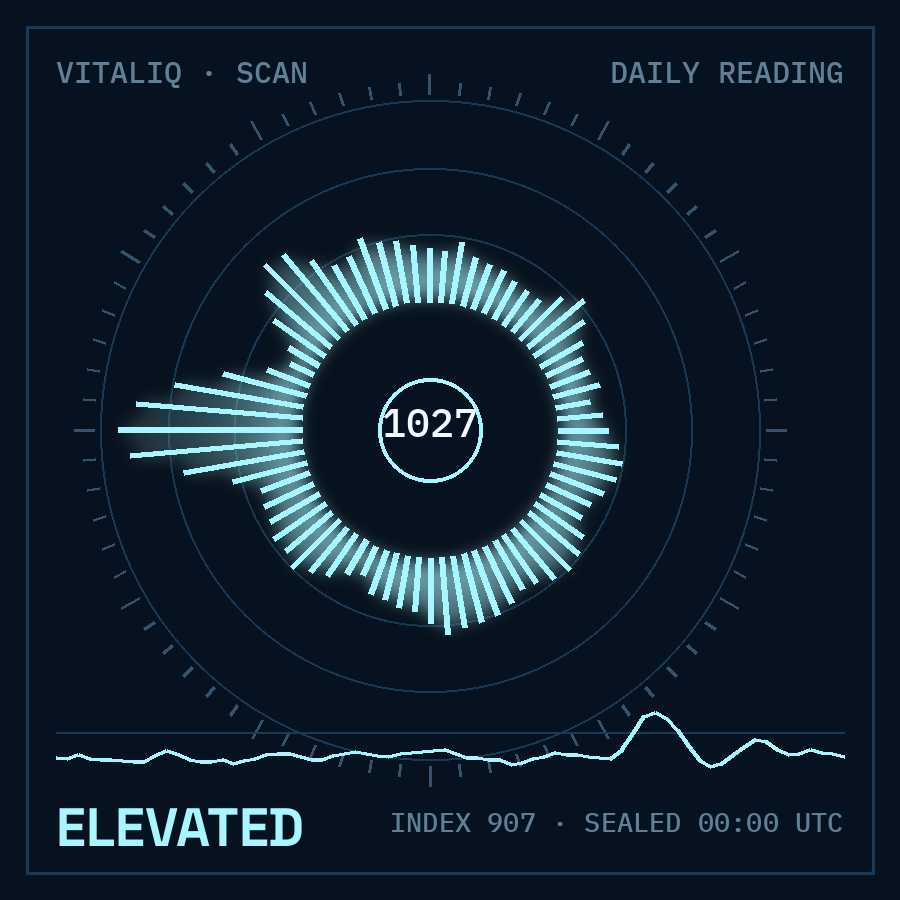 VITALIQ · SCAN
DAILY READING
1027
ELEVATED
INDEX 907 · SEALED 00:00 UTC